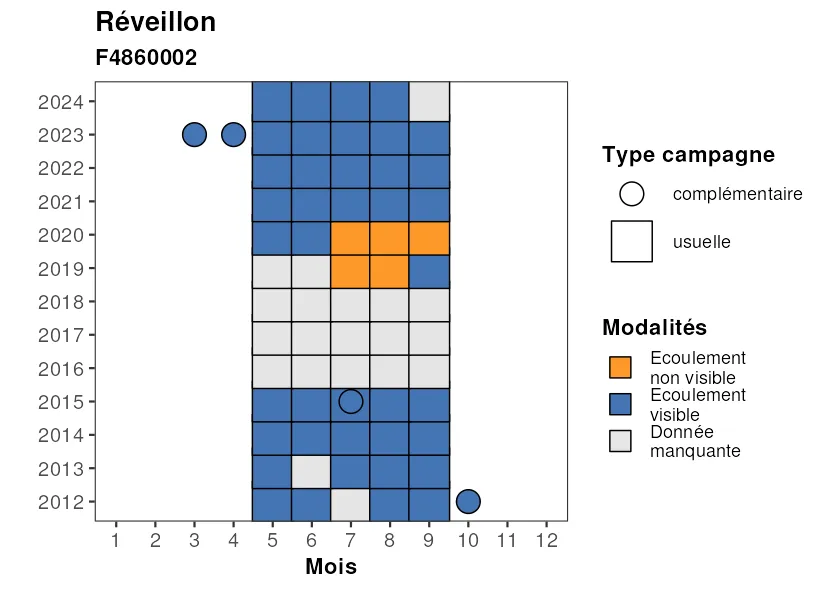 Réveillon
F4860002
2024
2023
2022
2021
2020
2019
2018
2017
2016
2015
2014
2013
2012
1 2 3 4 5 6 7 8 9 10 11 12
Mois
Type campagne
complémentaire
usuelle
Modalités
Ecoulement
non visible
Ecoulement
visible
Donnée
manquante